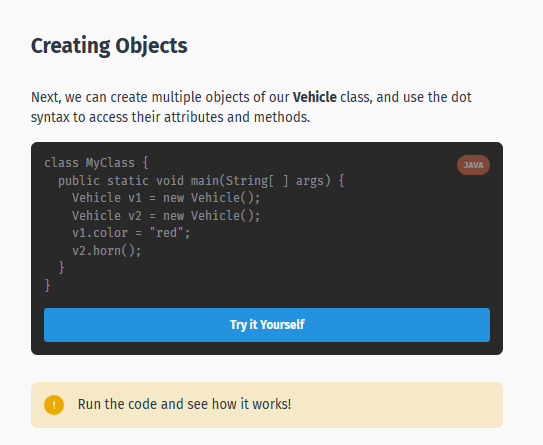 Creating Objects
Next, we can create multiple objects of our Vehicle class, and use the dot
syntax to access their attributes and methods.
JAVA
class MyClass {
  public static void main(String[ ] args) {
    Vehicle v1 = new Vehicle();
    Vehicle v2 = new Vehicle();
    v1.color = "red";
    v2.horn();
  }
}
Try it Yourself
! Run the code and see how it works!